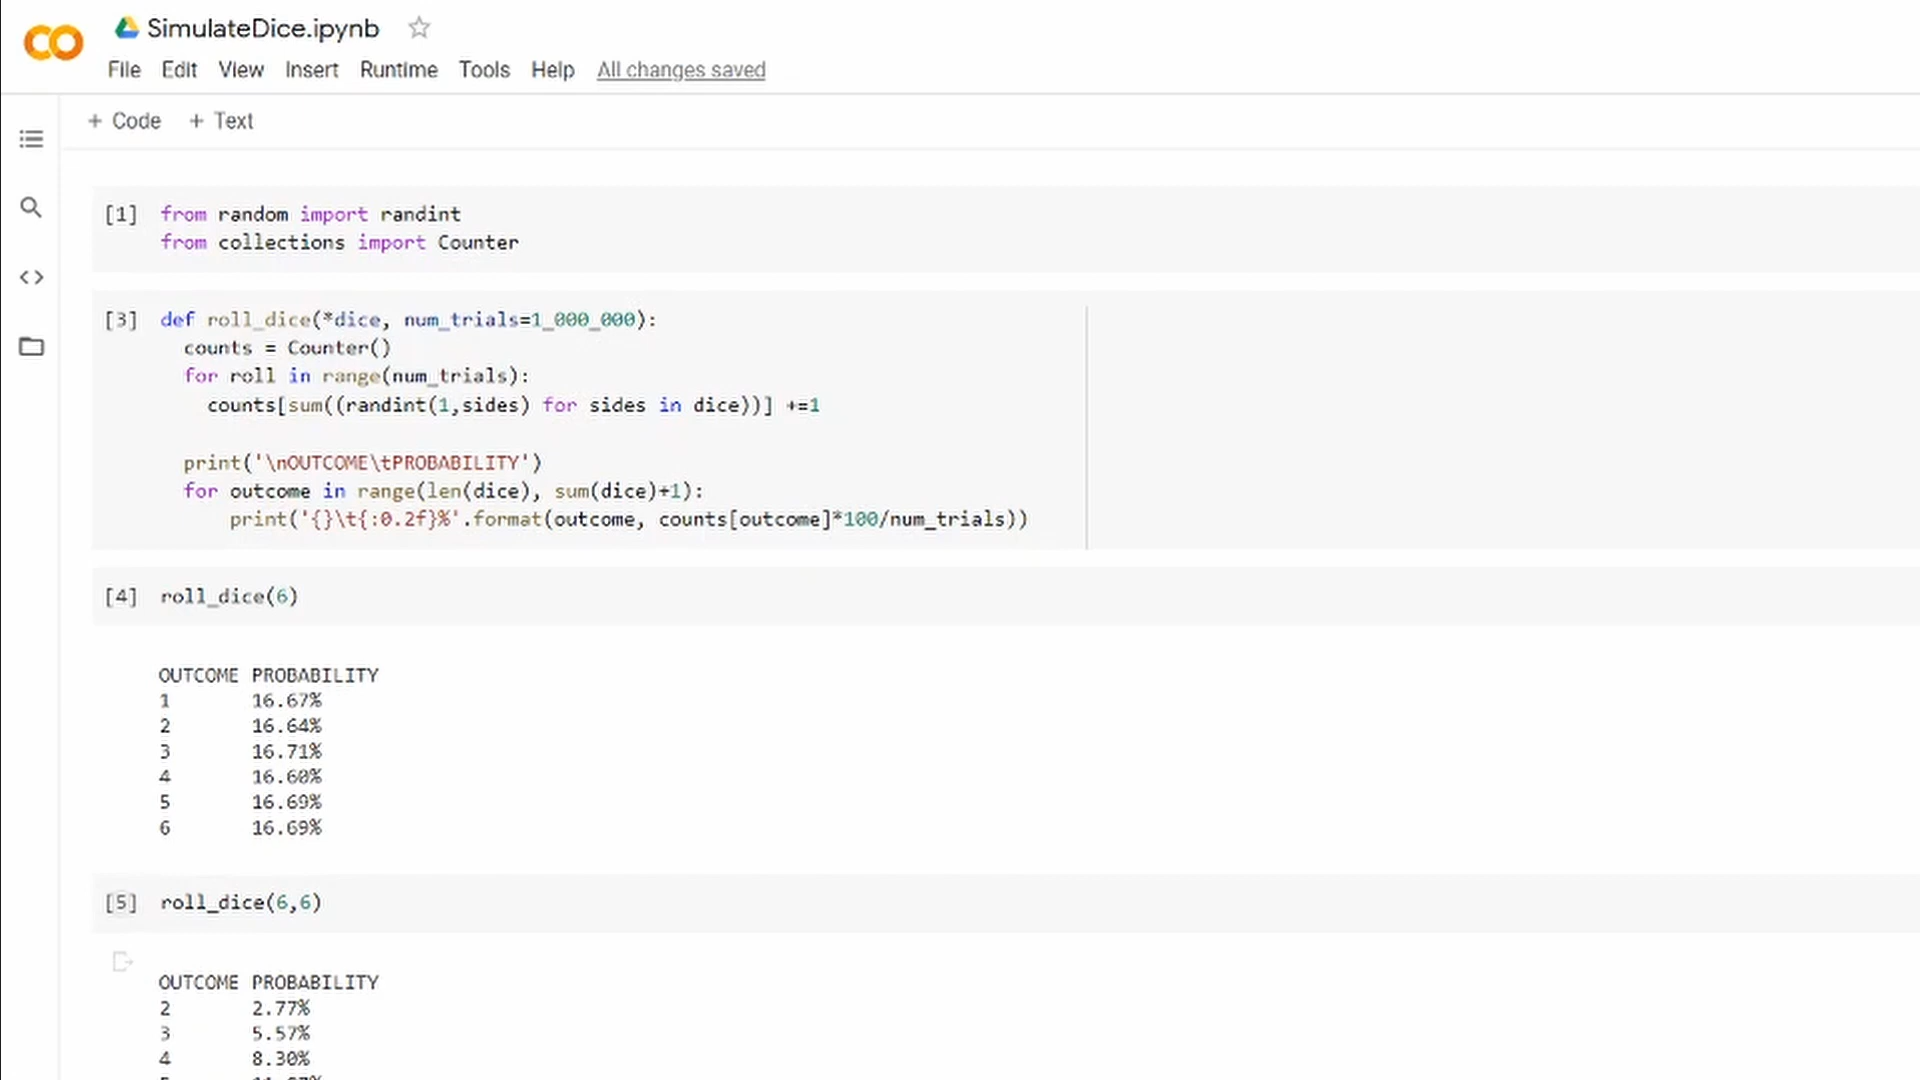 SimulateDice.ipynb
File Edit View Insert Runtime Tools Help All changes saved
+ Code + Text
[1] from random import randint
from collections import Counter
[3] def roll_dice(*dice, num_trials=1_000_000):
counts = Counter()
for roll in range(num_trials):
counts[sum((randint(1,sides) for sides in dice))] +=1
print('\nOUTCOME\tPROBABILITY')
for outcome in range(len(dice), sum(dice)+1):
print('{}\t{:0.2f}%'.format(outcome, counts[outcome]*100/num_trials))
[4] roll_dice(6)
OUTCOME PROBABILITY
1 16.67%
2 16.64%
3 16.71%
4 16.60%
5 16.69%
6 16.69%
[5] roll_dice(6,6)
OUTCOME PROBABILITY
2 2.77%
3 5.57%
4 8.30%